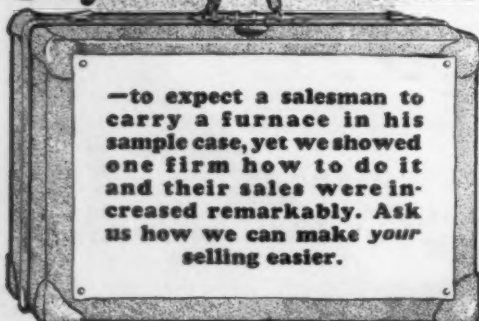 —to expect a salesman to
carry a furnace in his
sample case, yet we showed
one firm how to do it
and their sales were in-
creased remarkably. Ask
us how we can make your
selling easier.